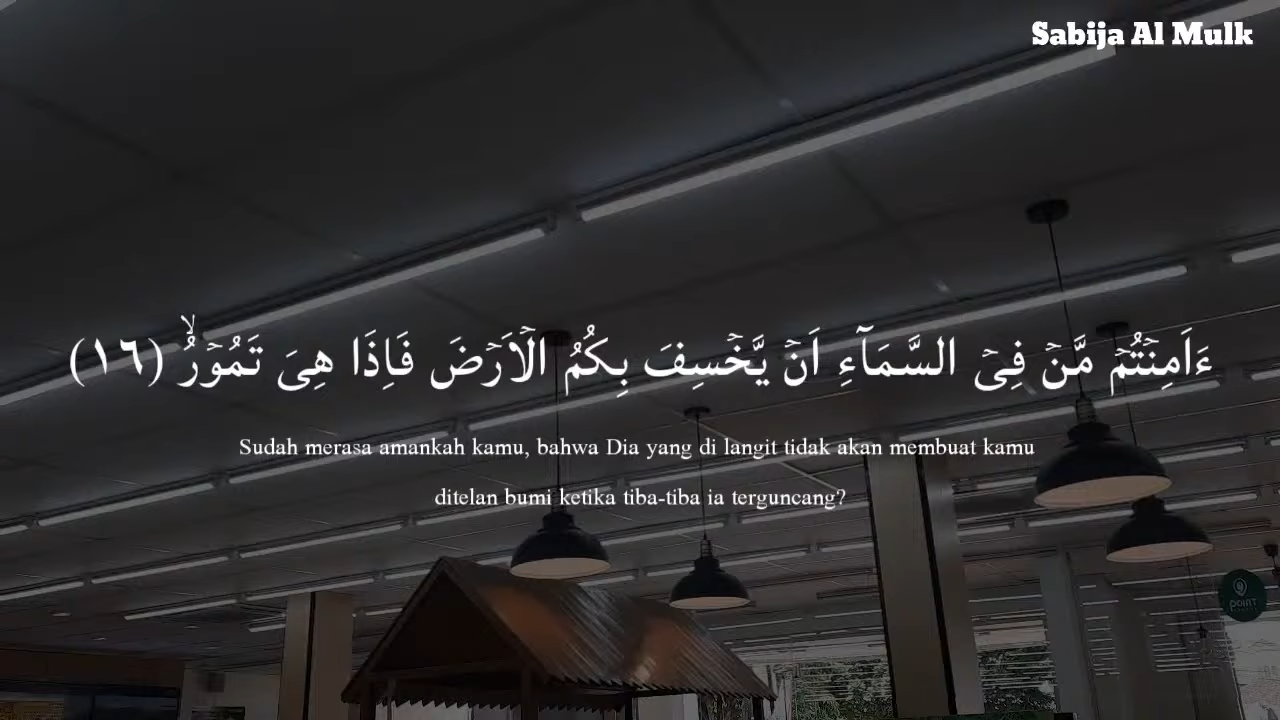 Sabija Al Mulk
ءَاَمِنْتُمْ مَّنْ فِى السَّمَاۤءِ اَنْ يَّخْسِفَ بِكُمُ الْاَرْضَ فَاِذَا هِىَ تَمُوْرُۙ (١٦)
Sudah merasa amankah kamu, bahwa Dia yang di langit tidak akan membuat kamu
ditelan bumi ketika tiba-tiba ia terguncang?
POINT